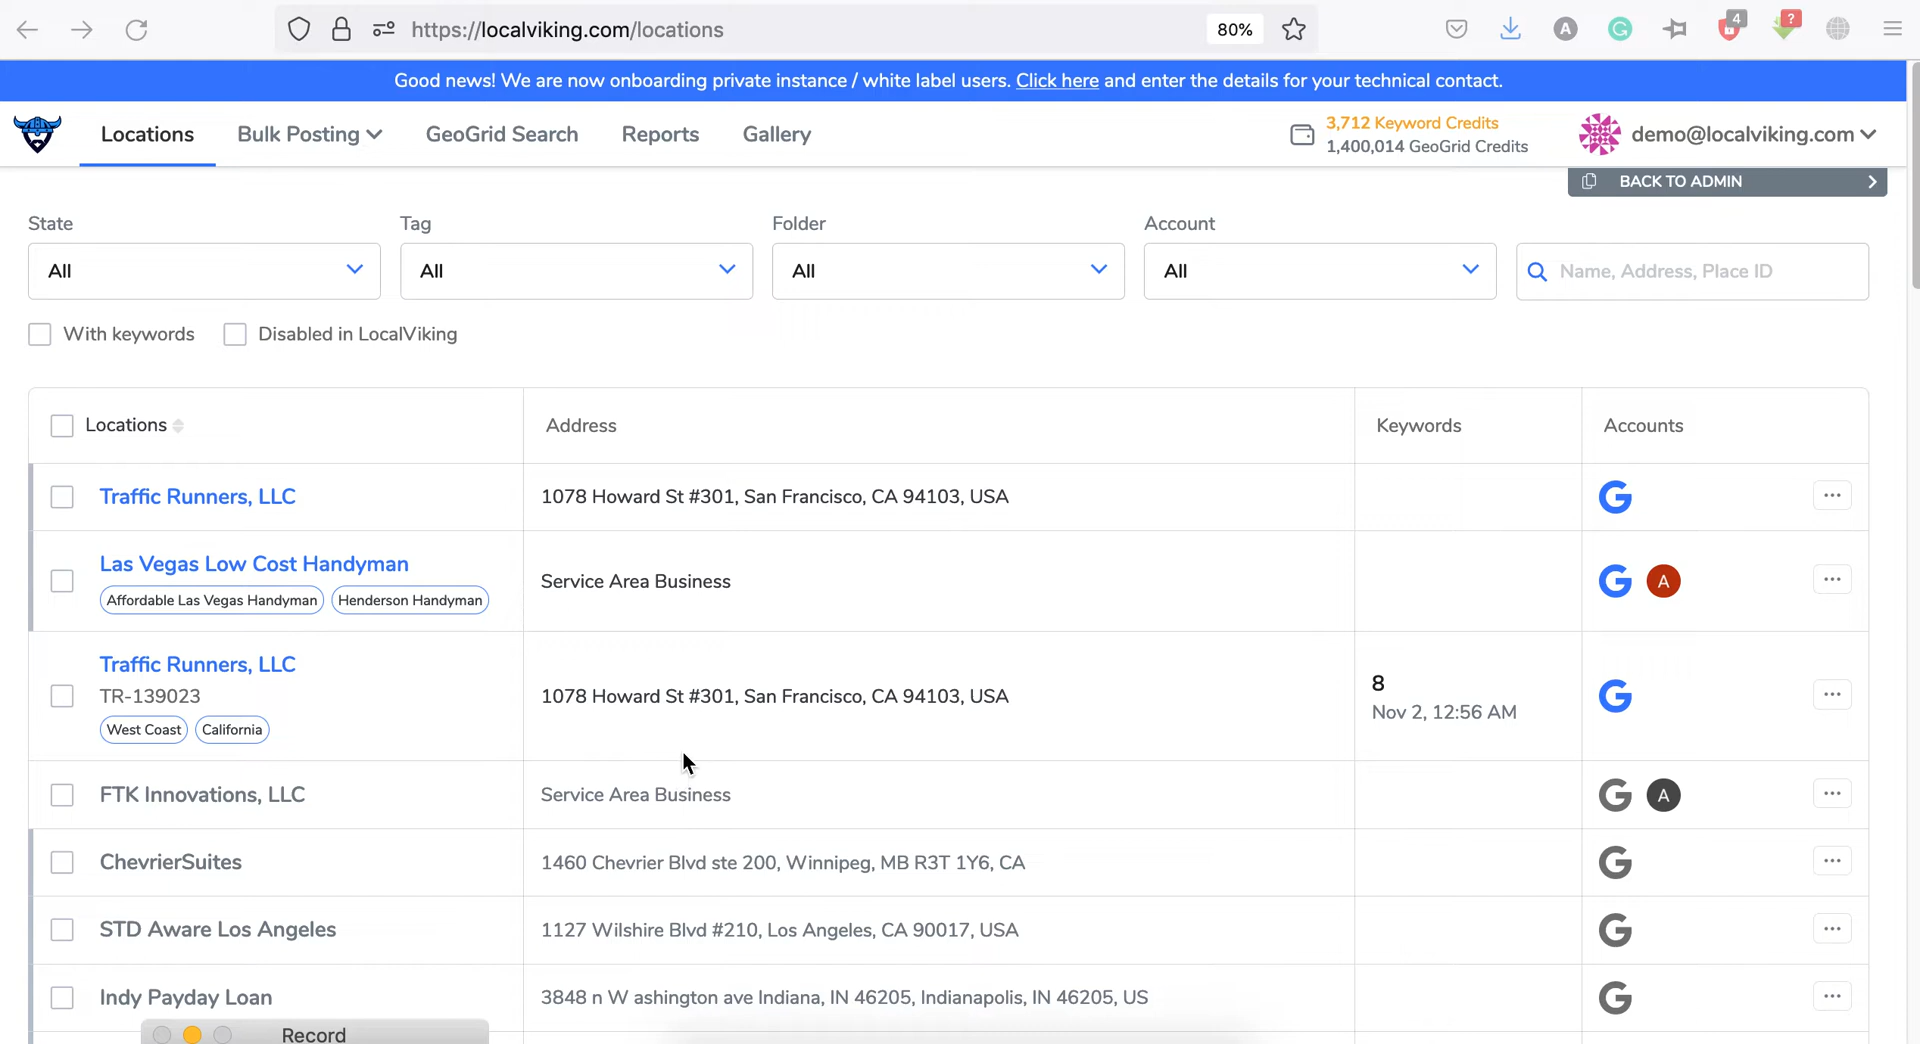 https://localviking.com/locations
80%
A
4
?
Good news! We are now onboarding private instance / white label users. Click here and enter the details for your technical contact.
Locations
Bulk Posting
GeoGrid Search
Reports
Gallery
3,712 Keyword Credits
1,400,014 GeoGrid Credits
demo@localviking.com
BACK TO ADMIN
State
Tag
Folder
Account
All
All
All
All
Name, Address, Place ID
With keywords
Disabled in LocalViking
Locations
Address
Keywords
Accounts
Traffic Runners, LLC
1078 Howard St #301, San Francisco, CA 94103, USA
Las Vegas Low Cost Handyman
Affordable Las Vegas Handyman
Henderson Handyman
Service Area Business
A
Traffic Runners, LLC
TR-139023
West Coast
California
1078 Howard St #301, San Francisco, CA 94103, USA
8
Nov 2, 12:56 AM
FTK Innovations, LLC
Service Area Business
A
ChevrierSuites
1460 Chevrier Blvd ste 200, Winnipeg, MB R3T 1Y6, CA
STD Aware Los Angeles
1127 Wilshire Blvd #210, Los Angeles, CA 90017, USA
Indy Payday Loan
3848 n W ashington ave Indiana, IN 46205, Indianapolis, IN 46205, US
Record